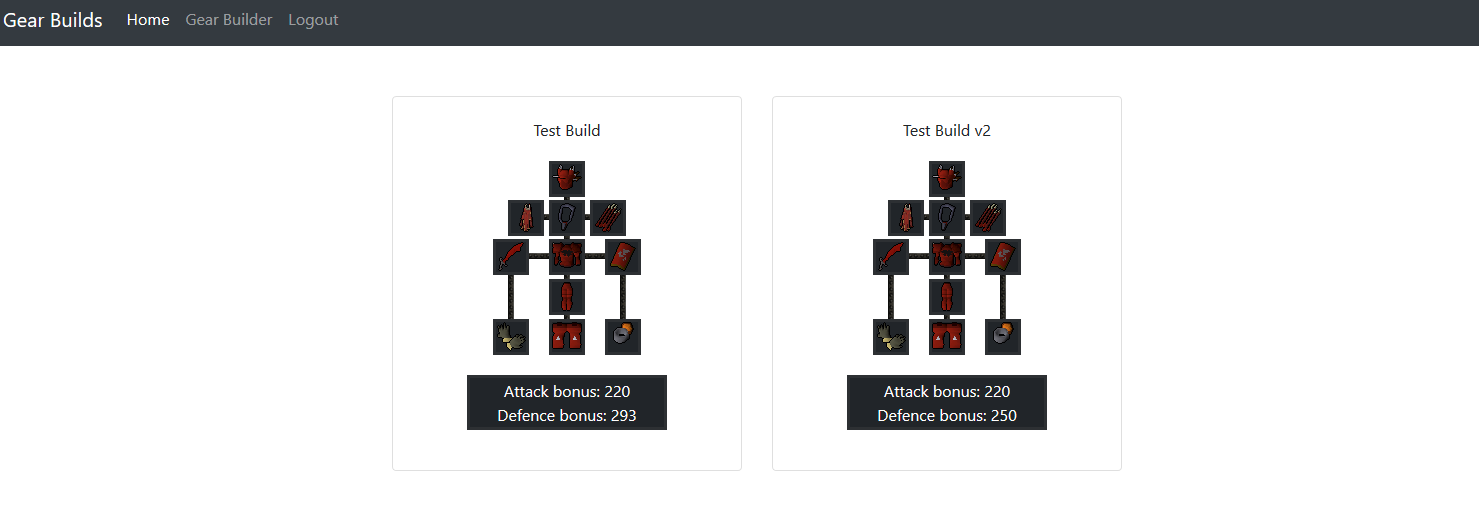 Gear Builds Home Gear Builder Logout
Test Build
Attack bonus: 220
Defence bonus: 293
Test Build v2
Attack bonus: 220
Defence bonus: 250